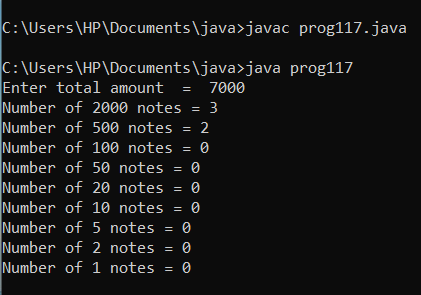 C:\Users\HP\Documents\java>javac prog117.java
C:\Users\HP\Documents\java>java prog117
Enter total amount  =  7000
Number of 2000 notes = 3
Number of 500 notes = 2
Number of 100 notes = 0
Number of 50 notes = 0
Number of 20 notes = 0
Number of 10 notes = 0
Number of 5 notes = 0
Number of 2 notes = 0
Number of 1 notes = 0